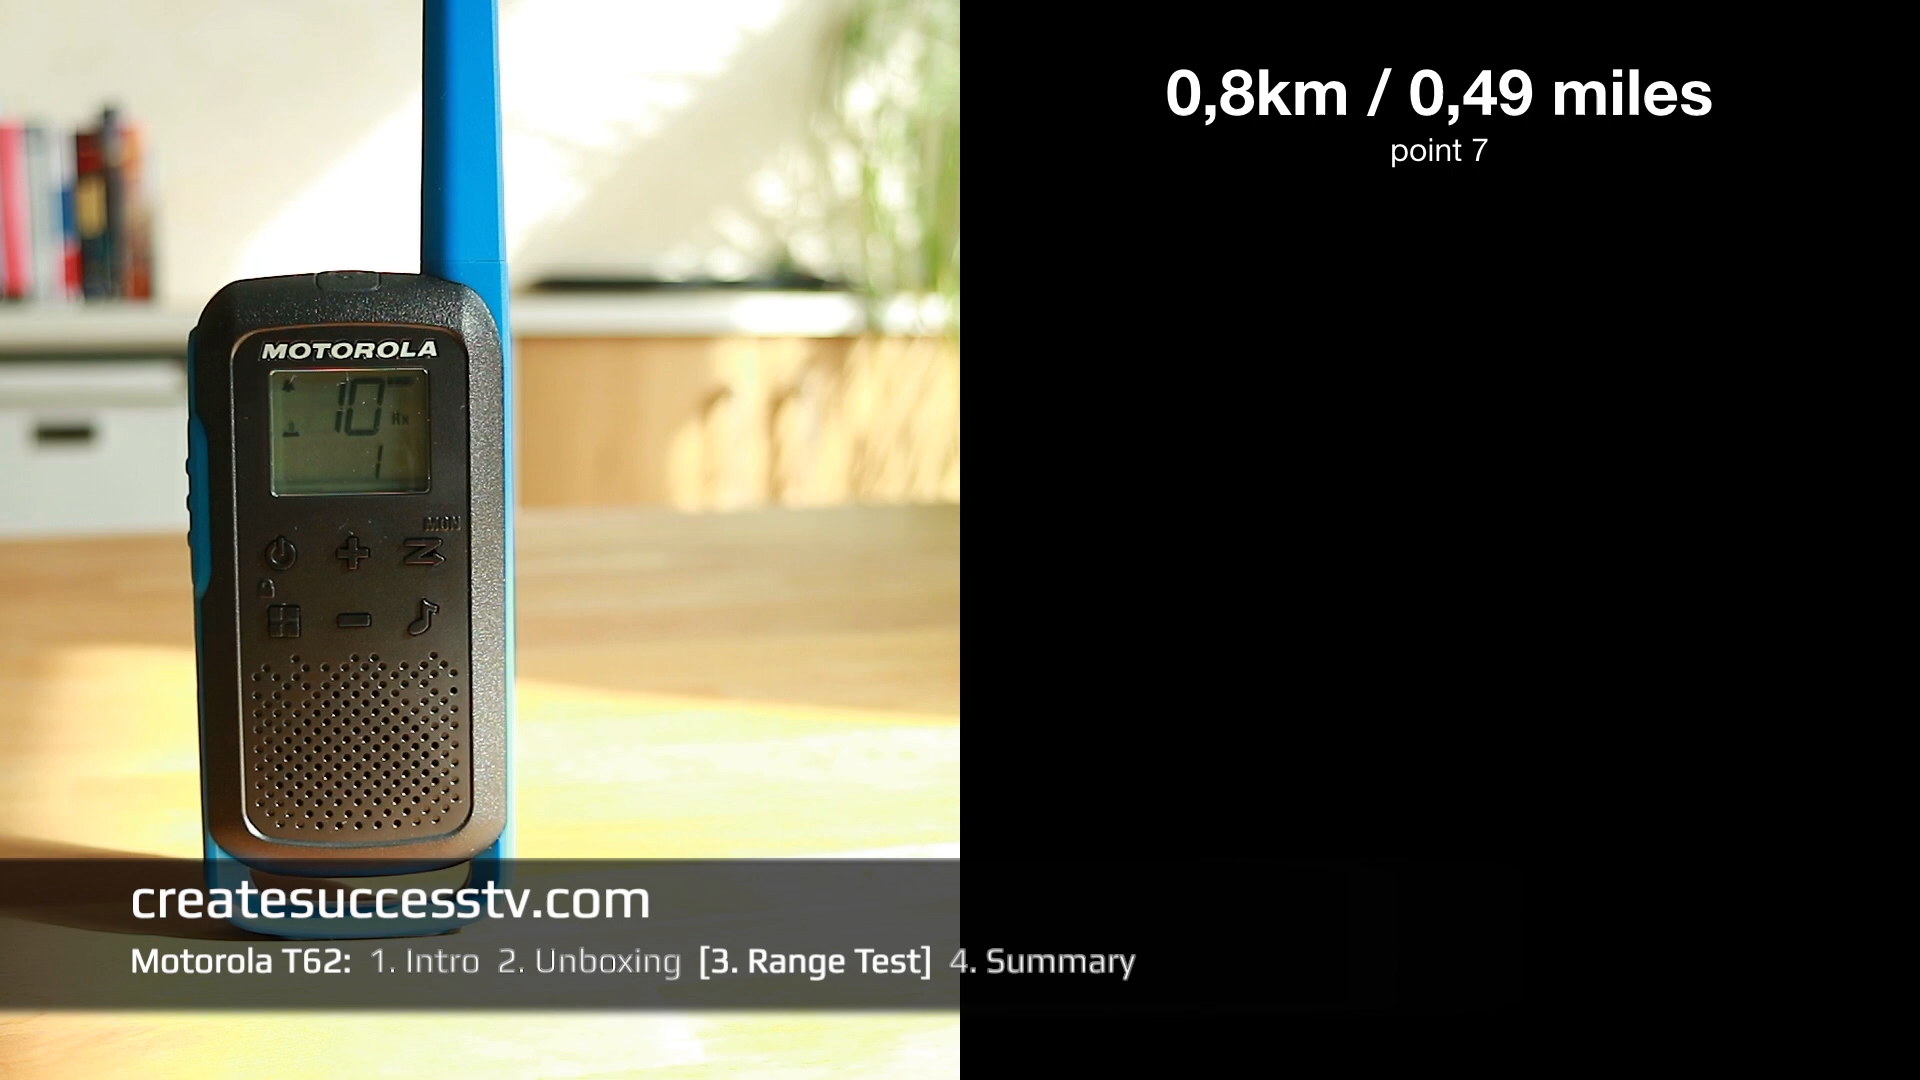 0,8km / 0,49 miles
point 7
MOTOROLA
10
1
MON
createsuccesstv.com
Motorola T62: 1. Intro 2. Unboxing [3. Range Test] 4. Summary